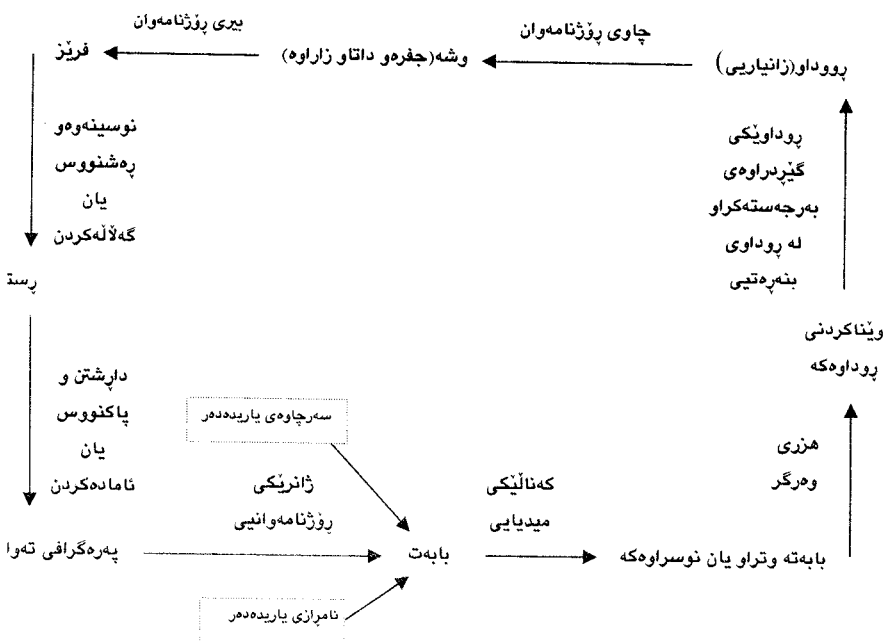 بیری ڕۆژنامەوان
چاوی ڕۆژنامەوان
ڕووداو(زانیاریی)
وشە(جفرەو داتاو زاراوە)
فرێز
نوسینەوەو
ڕەشنووس
یان
گەڵاڵەکردن
ڕستە
داڕشتن و
پاکنووس
یان
ئامادەکردن
پەرەگرافی تەوا
ژانرێکی
ڕۆژنامەوانیی
سەرچاوەی یاریدەدەر
ئامرازی یاریدەدەر
بابەت
کەناڵێکی
میدیایی
بابەتە وتراو یان نوسراوەکە
هزری
وەرگر
وێناکردنی
ڕوداوەکە
ڕوداوێکی
گێڕدراوەی
بەرجەستەکراو
لە ڕوداوی
بنەڕەتیی